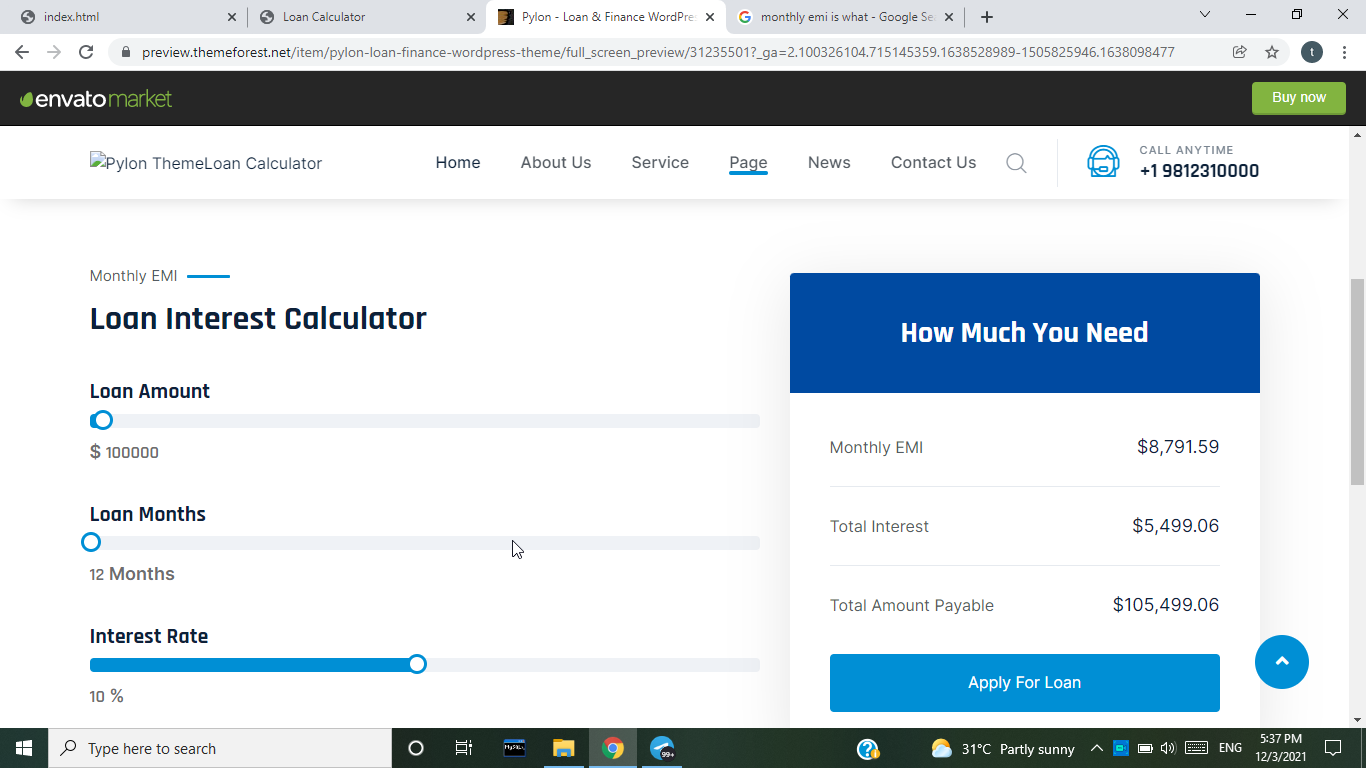 index.html
Loan Calculator
Pylon - Loan & Finance WordPres
monthly emi is what - Google Se
preview.themeforest.net/item/pylon-loan-finance-wordpress-theme/full_screen_preview/31235501?_ga=2.100326104.715145359.1638528989-1505825946.1638098477
t
envatomarket
Buy now
Pylon ThemeLoan Calculator
Home
About Us
Service
Page
News
Contact Us
CALL ANYTIME
+1 9812310000
Monthly EMI
Loan Interest Calculator
Loan Amount
$ 100000
Loan Months
12 Months
Interest Rate
10 %
How Much You Need
Monthly EMI $8,791.59
Total Interest $5,499.06
Total Amount Payable $105,499.06
Apply For Loan
Type here to search
MySQL
99+
31°C Partly sunny
ENG
5:37 PM
12/3/2021